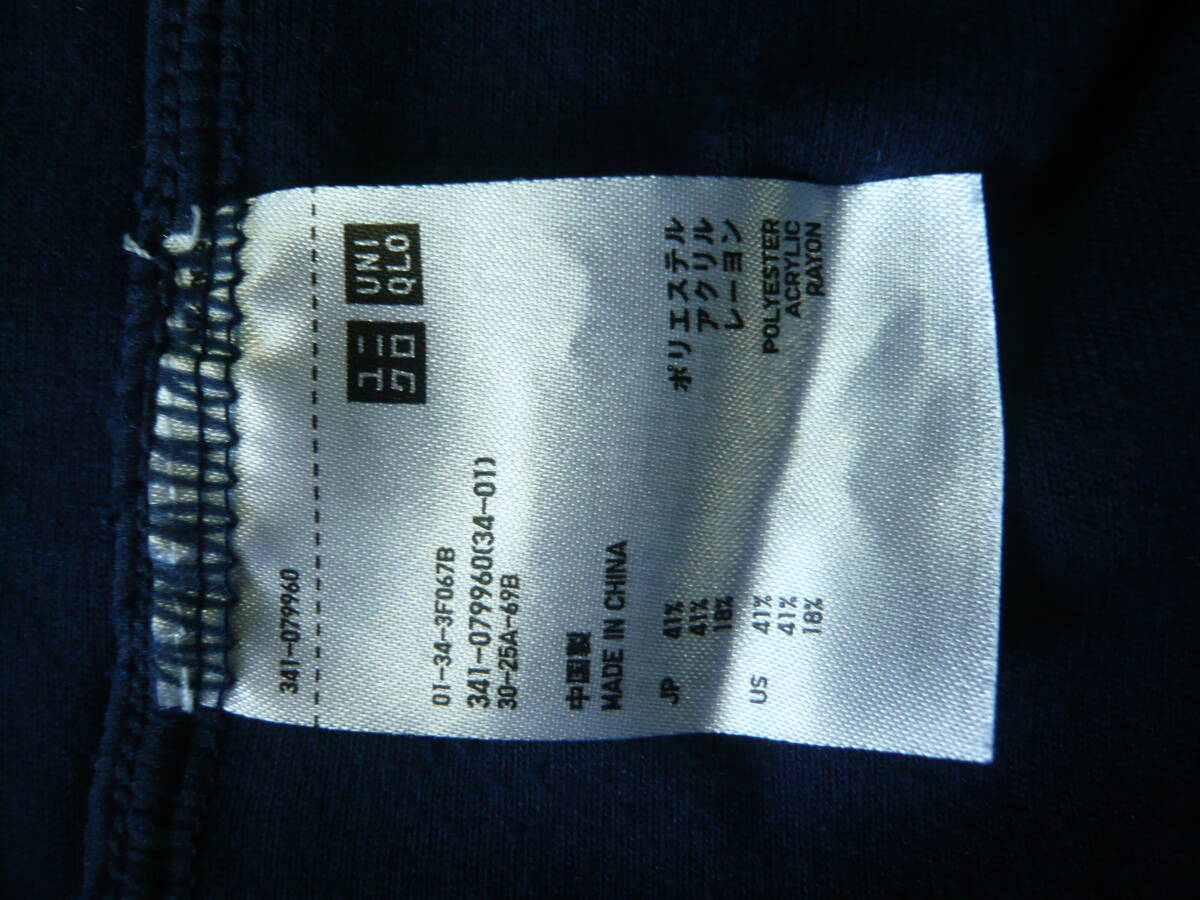 341-079960
ユニ
クロ
UNI
QLO
01-34-3F067B
341-079960(34-01)
30-25A-69B
中国製
MADE IN CHINA
JP 41% ポリエステル
41% アクリル
18% レーヨン
US 41% POLYESTER
41% ACRYLIC
18% RAYON